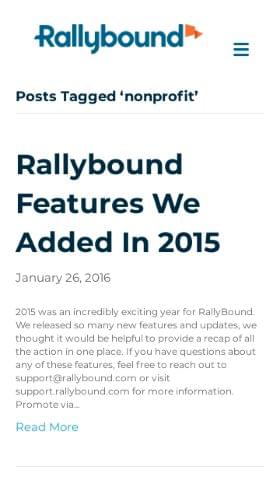 Rallybound
Posts Tagged ‘nonprofit’
Rallybound
Features We
Added In 2015
January 26, 2016
2015 was an incredibly exciting year for RallyBound.
We released so many new features and updates, we
thought it would be helpful to provide a recap of all
the action in one place. If you have questions about
any of these features, feel free to reach out to
support@rallybound.com or visit
support.rallybound.com for more information.
Promote via...
Read More